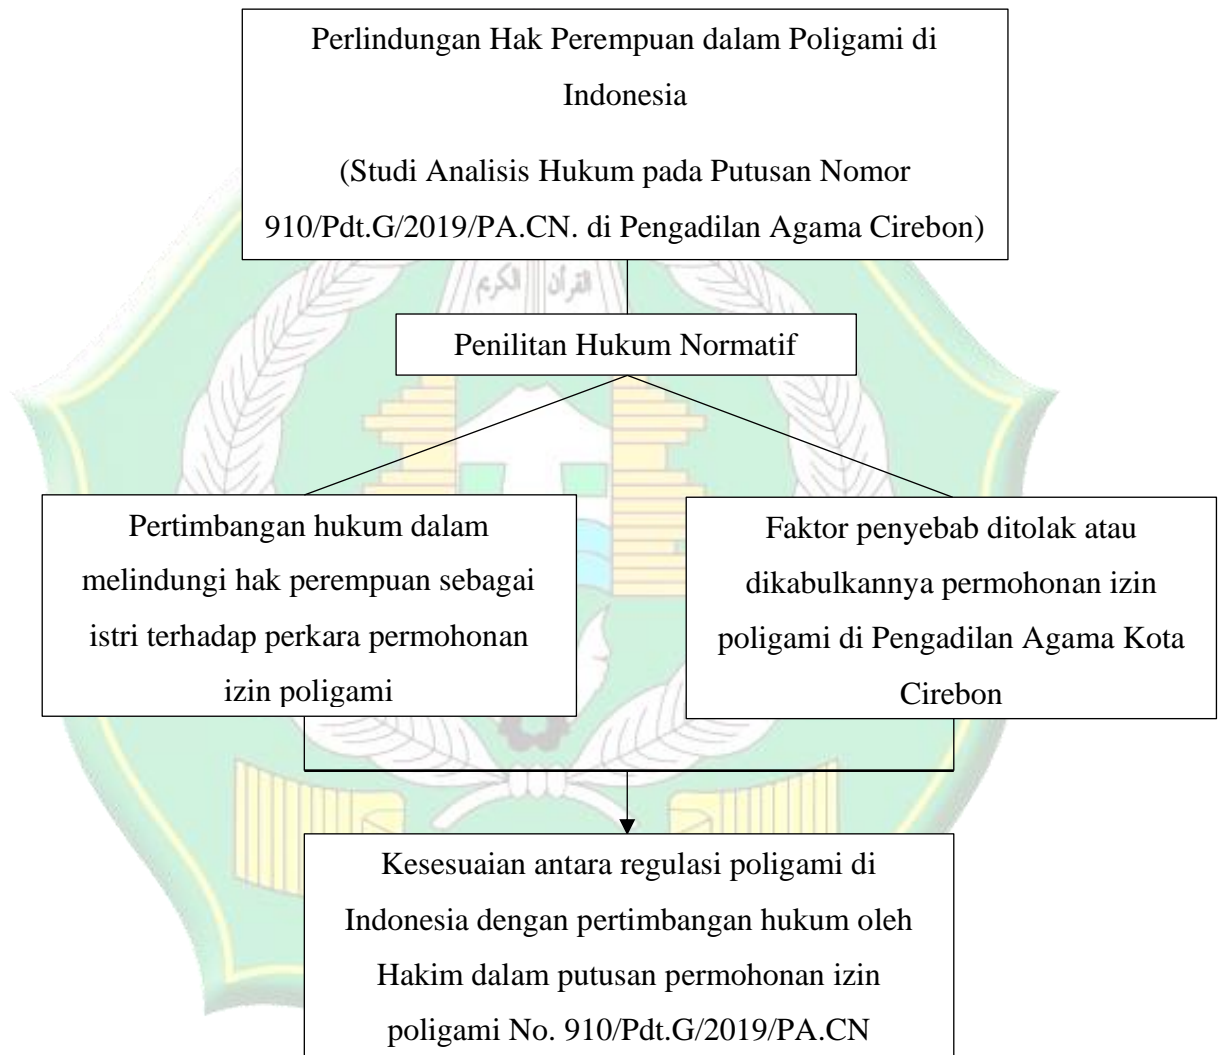 Perlindungan Hak Perempuan dalam Poligami di
Indonesia
(Studi Analisis Hukum pada Putusan Nomor
910/Pdt.G/2019/PA.CN. di Pengadilan Agama Cirebon)
القرآن الكريم
Penilitan Hukum Normatif
Pertimbangan hukum dalam
melindungi hak perempuan sebagai
istri terhadap perkara permohonan
izin poligami
Faktor penyebab ditolak atau
dikabulkannya permohonan izin
poligami di Pengadilan Agama Kota
Cirebon
Kesesuaian antara regulasi poligami di
Indonesia dengan pertimbangan hukum oleh
Hakim dalam putusan permohonan izin
poligami No. 910/Pdt.G/2019/PA.CN